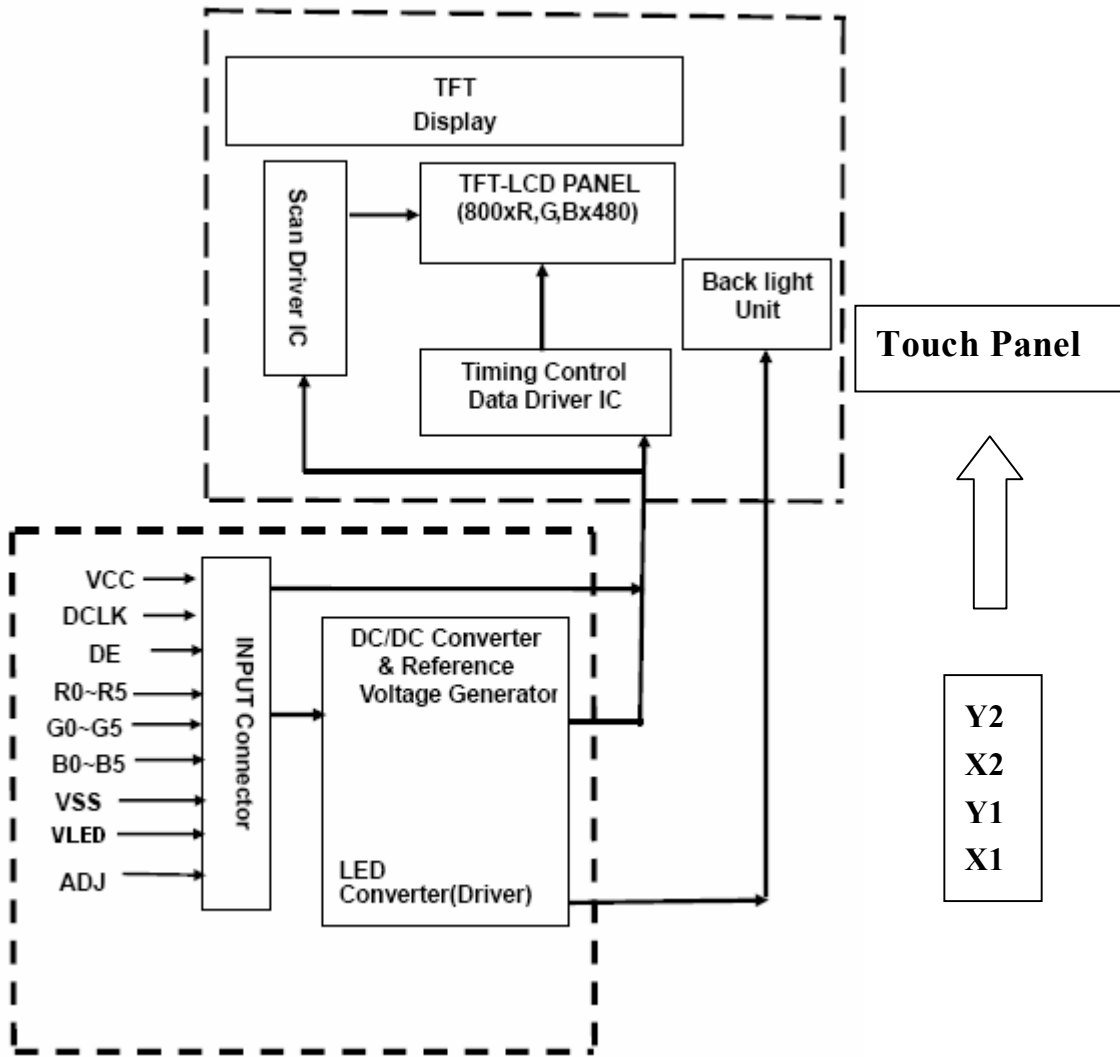 TFT
Display
Scan Driver IC
TFT-LCD PANEL
(800xR,G,Bx480)
Back light
Unit
Touch Panel
Timing Control
Data Driver IC
VCC
DCLK
DE
R0~R5
G0~G5
B0~B5
VSS
VLED
ADJ
INPUT Connector
DC/DC Converter
& Reference
Voltage Generator
LED
Converter(Driver)
Y2
X2
Y1
X1